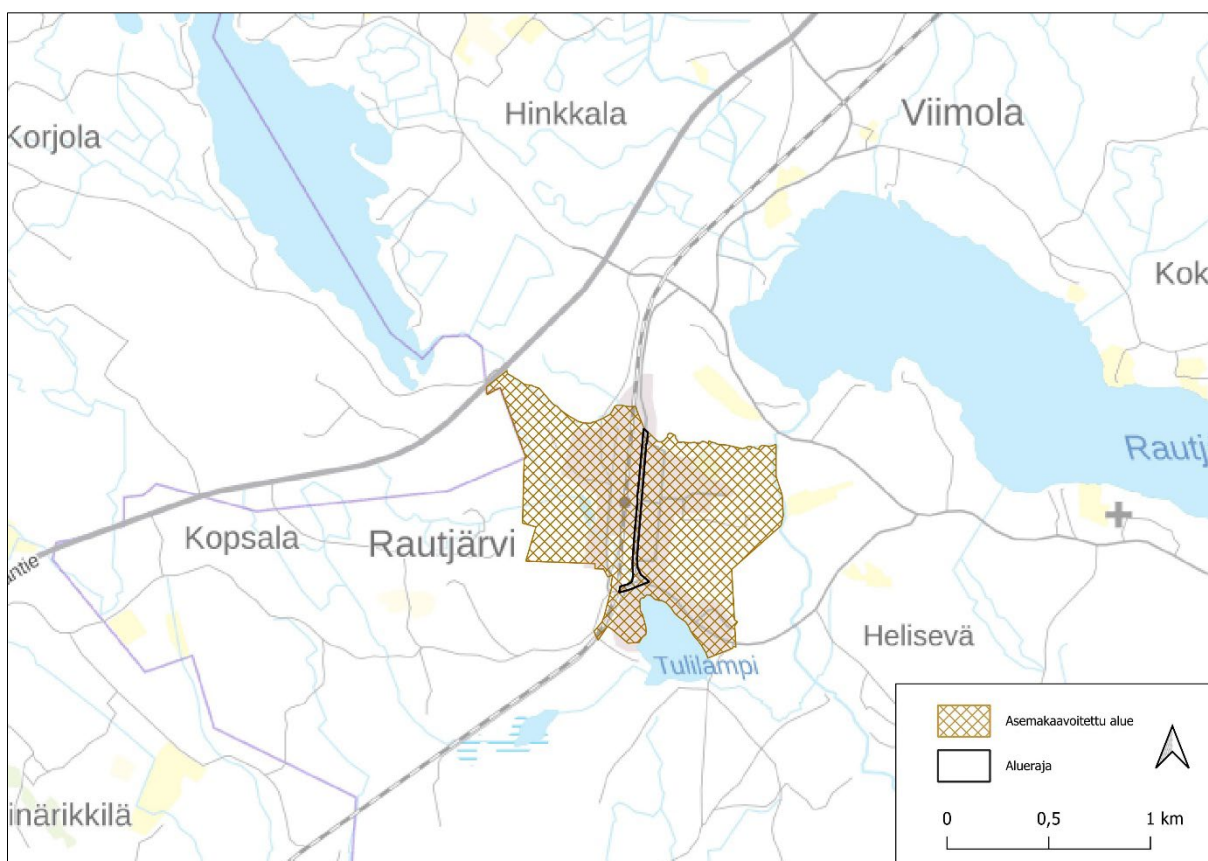 Hinkkala
Viimola
Korjola
Kok
Rautj
Kopsala
Rautjärvi
antie
Helisevä
Tulilampi
inärikkilä
Asemakaavoitettu alue
Alueraja
0 0,5 1 km